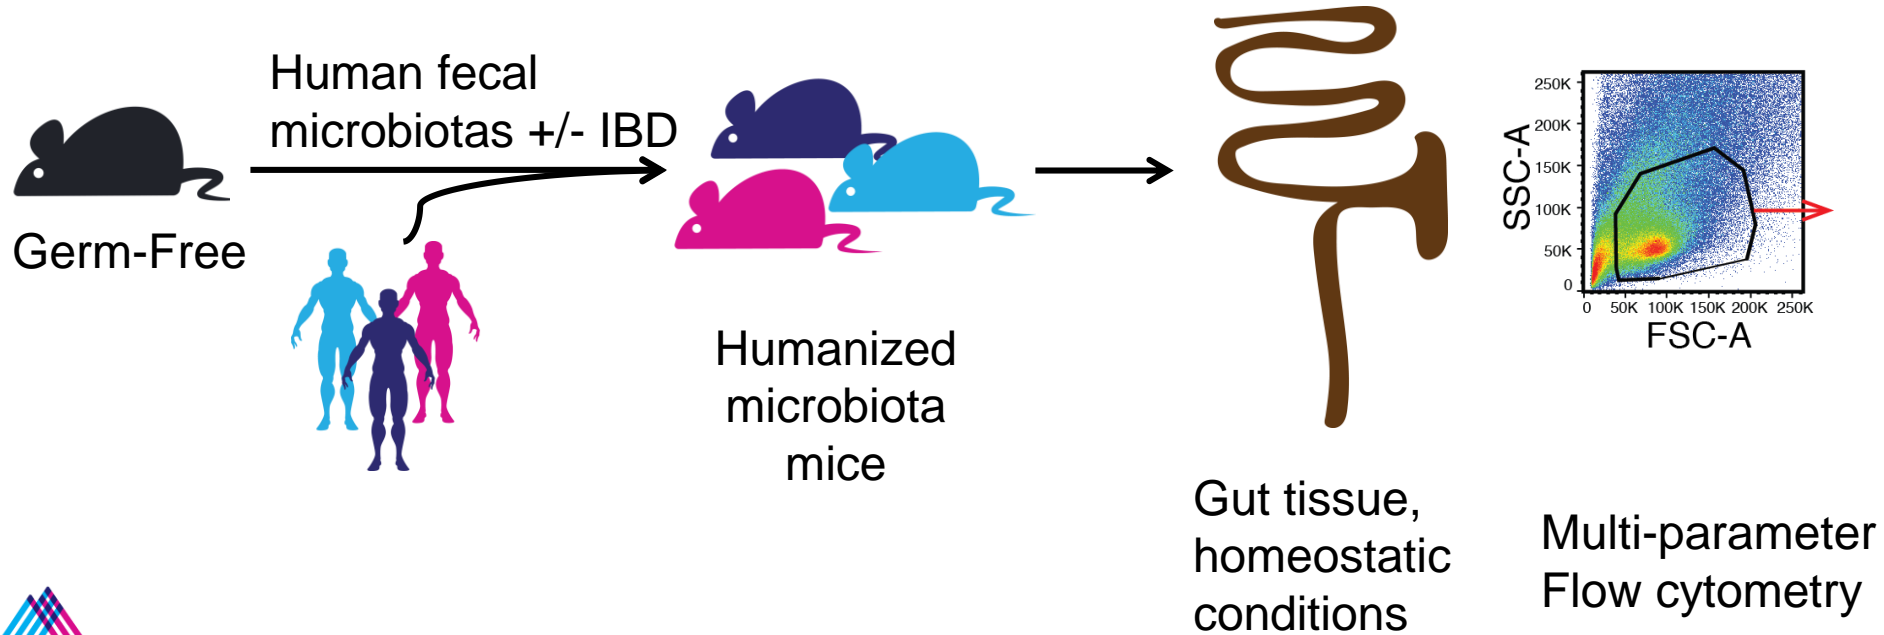 Human fecal
microbiotas +/- IBD
Germ-Free
Humanized
microbiota
mice
Gut tissue,
homeostatic
conditions
250K
200K
150K
100K
50K
0
SSC-A
0 50K 100K 150K 200K 250K
FSC-A
Multi-parameter
Flow cytometry